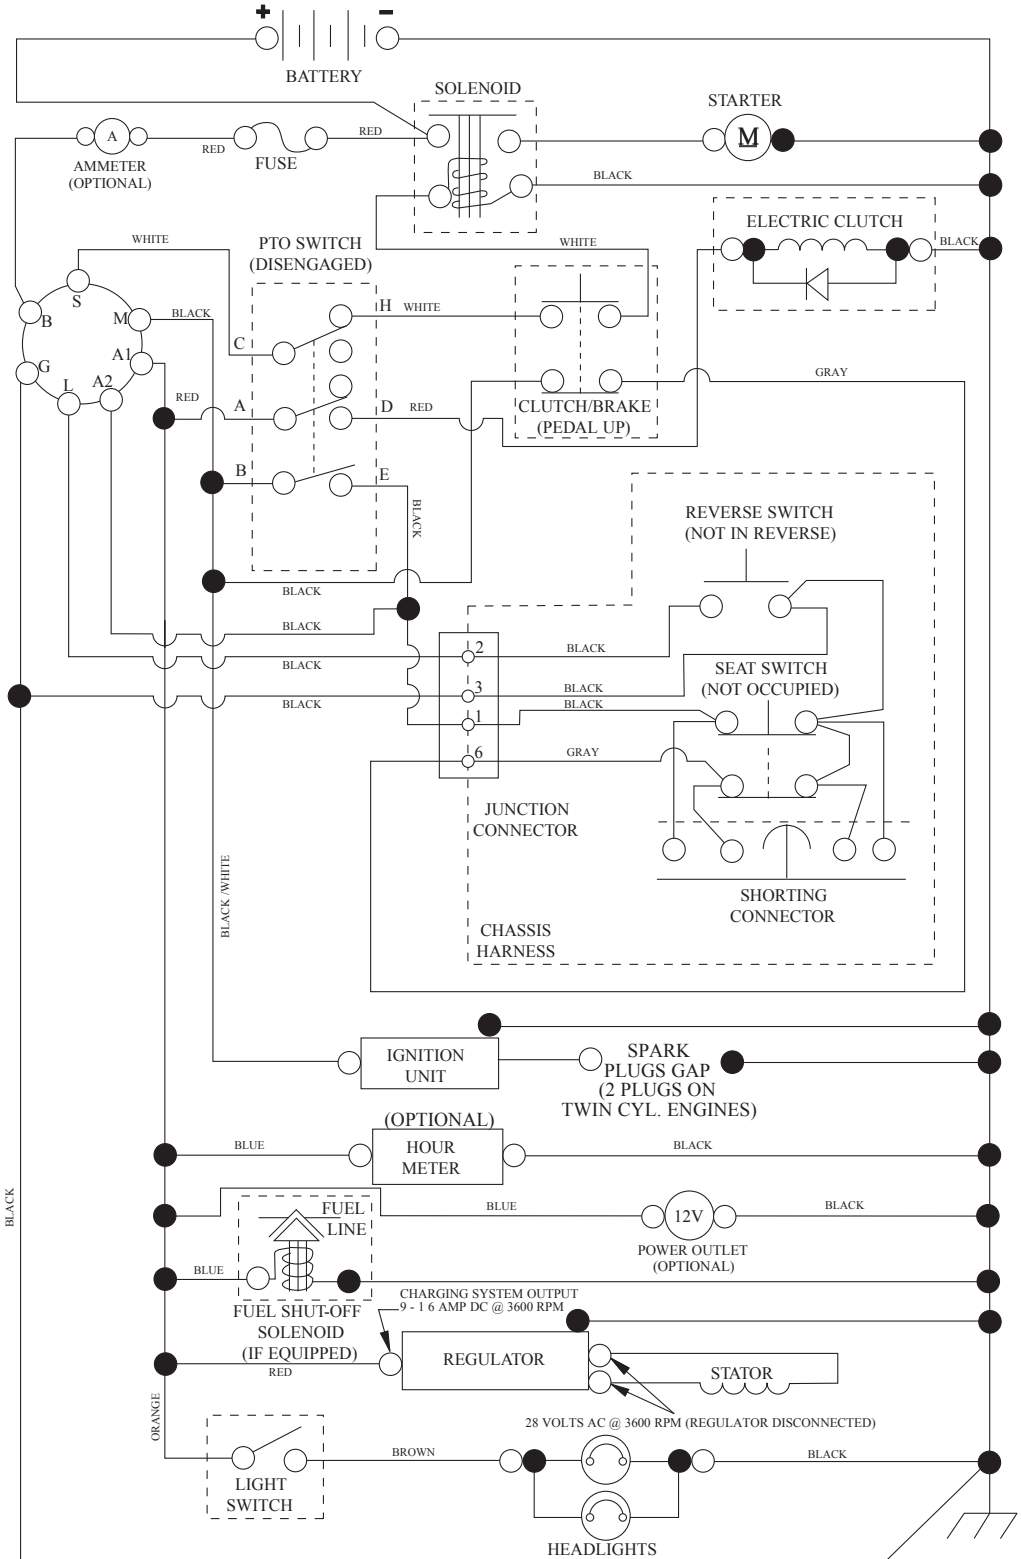 +
−
BATTERY
SOLENOID
STARTER
A
RED
RED
M
AMMETER
(OPTIONAL)
FUSE
BLACK
ELECTRIC CLUTCH
WHITE
PTO SWITCH
(DISENGAGED)
WHITE
BLACK
S
B
M
BLACK
H
WHITE
C
A1
G
L
A2
GRAY
RED
A
D
RED
CLUTCH/BRAKE
(PEDAL UP)
B
E
BLACK
REVERSE SWITCH
(NOT IN REVERSE)
BLACK
BLACK
2
BLACK
BLACK
SEAT SWITCH
(NOT OCCUPIED)
3
BLACK
BLACK
BLACK
1
6
GRAY
JUNCTION
CONNECTOR
BLACK /WHITE
SHORTING
CONNECTOR
CHASSIS
HARNESS
IGNITION
UNIT
SPARK
PLUGS GAP
(2 PLUGS ON
TWIN CYL. ENGINES)
(OPTIONAL)
BLUE
HOUR
METER
BLACK
BLACK
FUEL
LINE
BLUE
12V
BLACK
POWER OUTLET
(OPTIONAL)
BLUE
CHARGING SYSTEM OUTPUT
9 - 1 6 AMP DC @ 3600 RPM
FUEL SHUT-OFF
SOLENOID
(IF EQUIPPED)
RED
REGULATOR
STATOR
ORANGE
28 VOLTS AC @ 3600 RPM (REGULATOR DISCONNECTED)
BROWN
BLACK
LIGHT
SWITCH
HEADLIGHTS